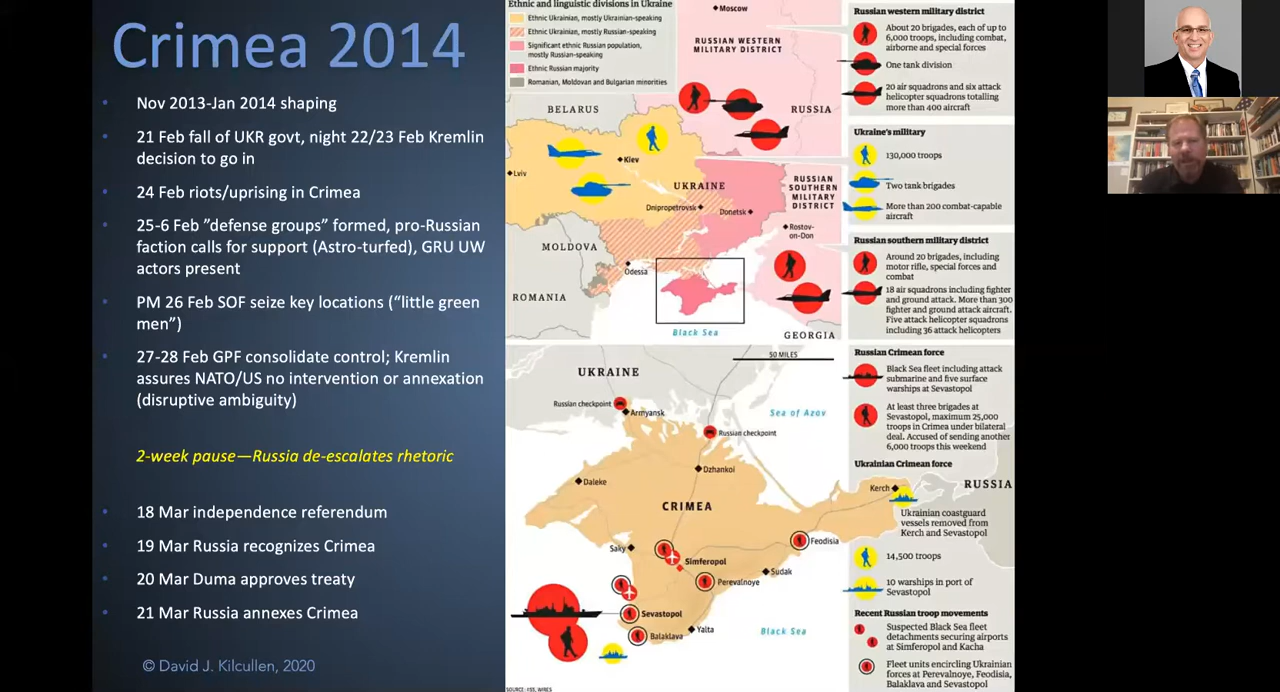 Crimea 2014
• Nov 2013-Jan 2014 shaping
• 21 Feb fall of UKR govt, night 22/23 Feb Kremlin
decision to go in
• 24 Feb riots/uprising in Crimea
• 25-6 Feb "defense groups" formed, pro-Russian
faction calls for support (Astro-turfed), GRU UW
actors present
• PM 26 Feb SOF seize key locations ("little green
men")
• 27-28 Feb GPF consolidate control; Kremlin
assures NATO/US no intervention or annexation
(disruptive ambiguity)
2-week pause—Russia de-escalates rhetoric
• 18 Mar independence referendum
• 19 Mar Russia recognizes Crimea
• 20 Mar Duma approves treaty
• 21 Mar Russia annexes Crimea
© David J. Kilcullen, 2020
Ethnic and linguistic divisions in Ukraine
Ethnic Ukrainian, mostly Ukrainian-speaking
Ethnic Ukrainian, mostly Russian-speaking
Significant ethnic Russian population,
mostly Russian-speaking
Ethnic Russian majority
Romanian, Moldovan and Bulgarian minorities
Moscow
RUSSIAN WESTERN
MILITARY DISTRICT
BELARUS
RUSSIA
Kiev
Lviv
UKRAINE
RUSSIAN
SOUTHERN
MILITARY
DISTRICT
Dnipropetrovsk
Donetsk
Rostov-
on-Don
MOLDOVA
Odessa
ROMANIA
Black Sea
GEORGIA
50 MILES
UKRAINE
Russian checkpoint
Armyansk
Sea of Azov
Russian checkpoint
Dzhankoi
Daleke
Kerch
RUSSIA
CRIMEA
Saky
Feodisia
Simferopol
Sudak
Perevalnoye
Sevastopol
Yalta
Balaklava
Black Sea
SOURCE: IISS, WIRES
Russian western military district
About 20 brigades, each of up to
6,000 troops, including combat,
airborne and special forces
One tank division
20 air squadrons and six attack
helicopter squadrons totalling
more than 400 aircraft
Ukraine's military
130,000 troops
Two tank brigades
More than 200 combat-capable
aircraft
Russian southern military district
Around 20 brigades, including
motor rifle, special forces and
combat
18 air squadrons including fighter
and ground attack. More than 300
fighter and ground attack aircraft.
Five attack helicopter squadrons
including 36 attack helicopters
Russian Crimean force
Black Sea fleet including attack
submarine and five surface
warships at Sevastopol
At least three brigades at
Sevastopol, maximum 25,000
troops in Crimea under bilateral
deal. Accused of sending another
6,000 troops this weekend
Ukrainian Crimean force
Ukrainian coastguard
vessels removed from
Kerch and Sevastopol
14,500 troops
10 warships in port of
Sevastopol
Recent Russian troop movements
Suspected Black Sea fleet
detachments securing airports
at Simferopol and Kacha
Fleet units encircling Ukrainian
forces at Perevalnoye, Feodisia,
Balaklava and Sevastopol